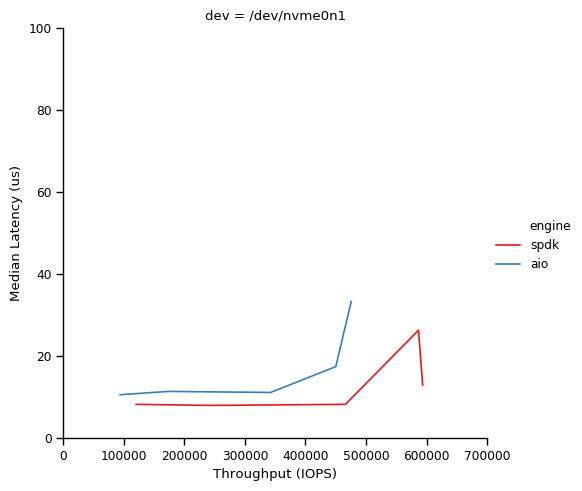 dev = /dev/nvme0n1
100
80
60
40
20
0
Median Latency (us)
0 100000 200000 300000 400000 500000 600000 700000
Throughput (IOPS)
engine
spdk
aio